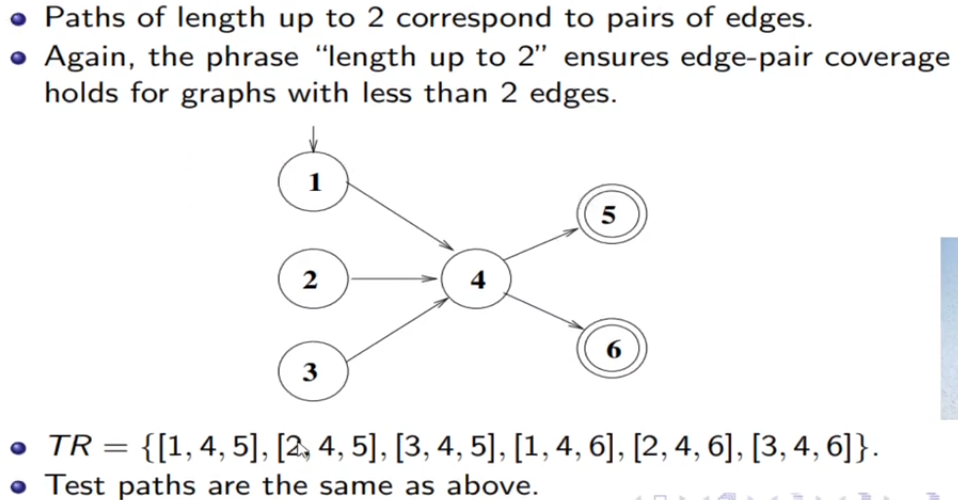 Paths of length up to 2 correspond to pairs of edges.
Again, the phrase “length up to 2” ensures edge-pair coverage
holds for graphs with less than 2 edges.
1
5
2
4
6
3
TR = {[1, 4, 5], [2, 4, 5], [3, 4, 5], [1, 4, 6], [2, 4, 6], [3, 4, 6]}.
Test paths are the same as above.